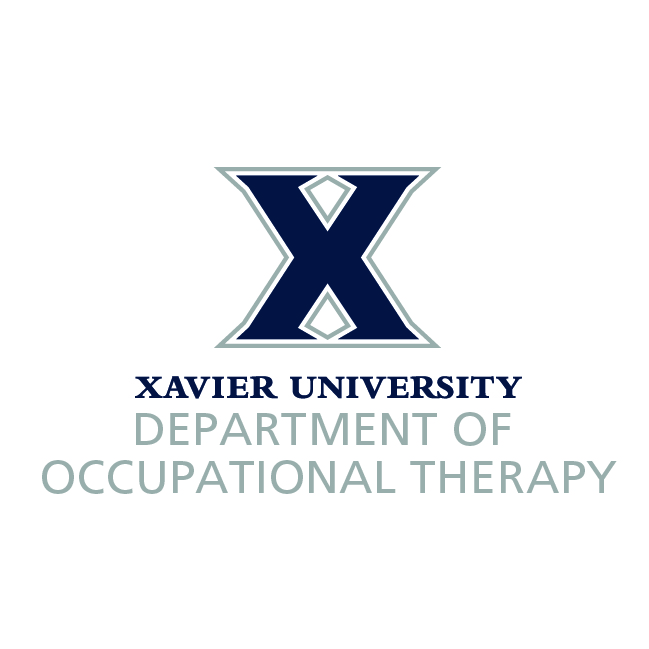 X
XAVIER UNIVERSITY
DEPARTMENT OF
OCCUPATIONAL THERAPY